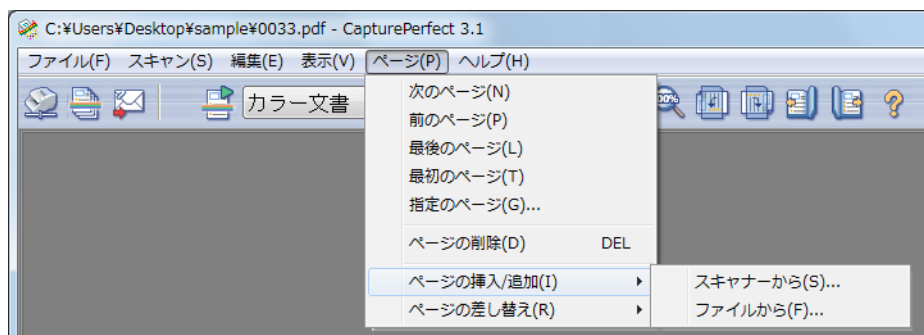 C:¥Users¥Desktop¥sample¥0033.pdf - CapturePerfect 3.1
ファイル(F) スキャン(S) 編集(E) 表示(V) ページ(P) ヘルプ(H)
カラー文書
100%
次のページ(N)
前のページ(P)
最後のページ(L)
最初のページ(T)
指定のページ(G)...
ページの削除(D) DEL
ページの挿入/追加(I)
スキャナーから(S)...
ページの差し替え(R)
ファイルから(F)...